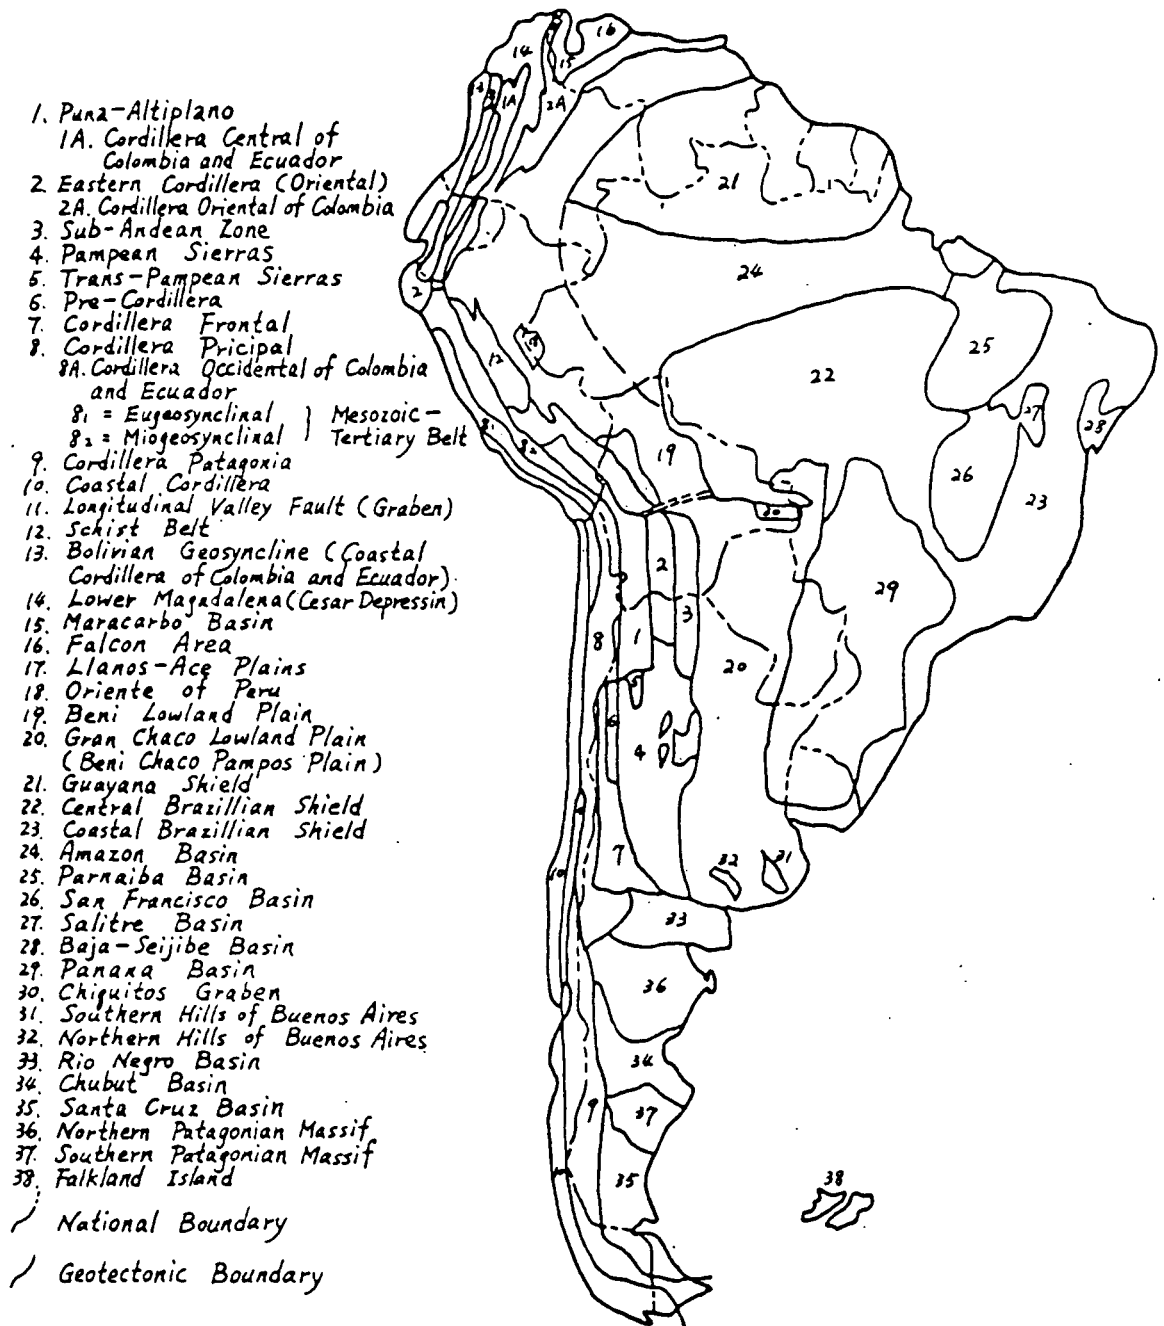 1. Puna-Altiplano
1A. Cordillera Central of
Colombia and Ecuador
2. Eastern Cordillera (Oriental)
2A. Cordillera Oriental of Colombia
3. Sub-Andean Zone
4. Pampean Sierras
5. Trans-Pampean Sierras
6. Pre-Cordillera
7. Cordillera Frontal
8. Cordillera Pricipal
8A. Cordillera Occidental of Colombia
and Ecuador
8₁ = Eugeosynclinal } Mesozoic-
8₂ = Miogeosynclinal } Tertiary Belt
9. Cordillera Patagonia
10. Coastal Cordillera
11. Longitudinal Valley Fault (Graben)
12. Schist Belt
13. Bolivian Geosyncline (Coastal
Cordillera of Colombia and Ecuador).
14. Lower Magadalena (Cesar Depressin)
15. Maracarbo Basin
16. Falcon Area
17. Llanos-Ace Plains
18. Oriente of Peru
19. Beni Lowland Plain
20. Gran Chaco Lowland Plain
(Beni Chaco Pampos Plain)
21. Guayana Shield
22. Central Brazillian Shield
23. Coastal Brazillian Shield
24. Amazon Basin
25. Parnaiba Basin
26. San Francisco Basin
27. Salitre Basin
28. Baja-Seijibe Basin
29. Panana Basin
30. Chiguitos Graben
31. Southern Hills of Buenos Aires
32. Northern Hills of Buenos Aires
33. Rio Negro Basin
34. Chubut Basin
35. Santa Cruz Basin
36. Northern Patagonian Massif
37. Southern Patagonian Massif
38. Falkland Island
National Boundary
Geotectonic Boundary
16
14
15
1A
2A
21
24
2
25
12
22
27
28
8₁
8₂
19
26
23
30
2
29
3
8
1
20
5
6
4
7
32
31
10
33
36
34
9
37
35
38